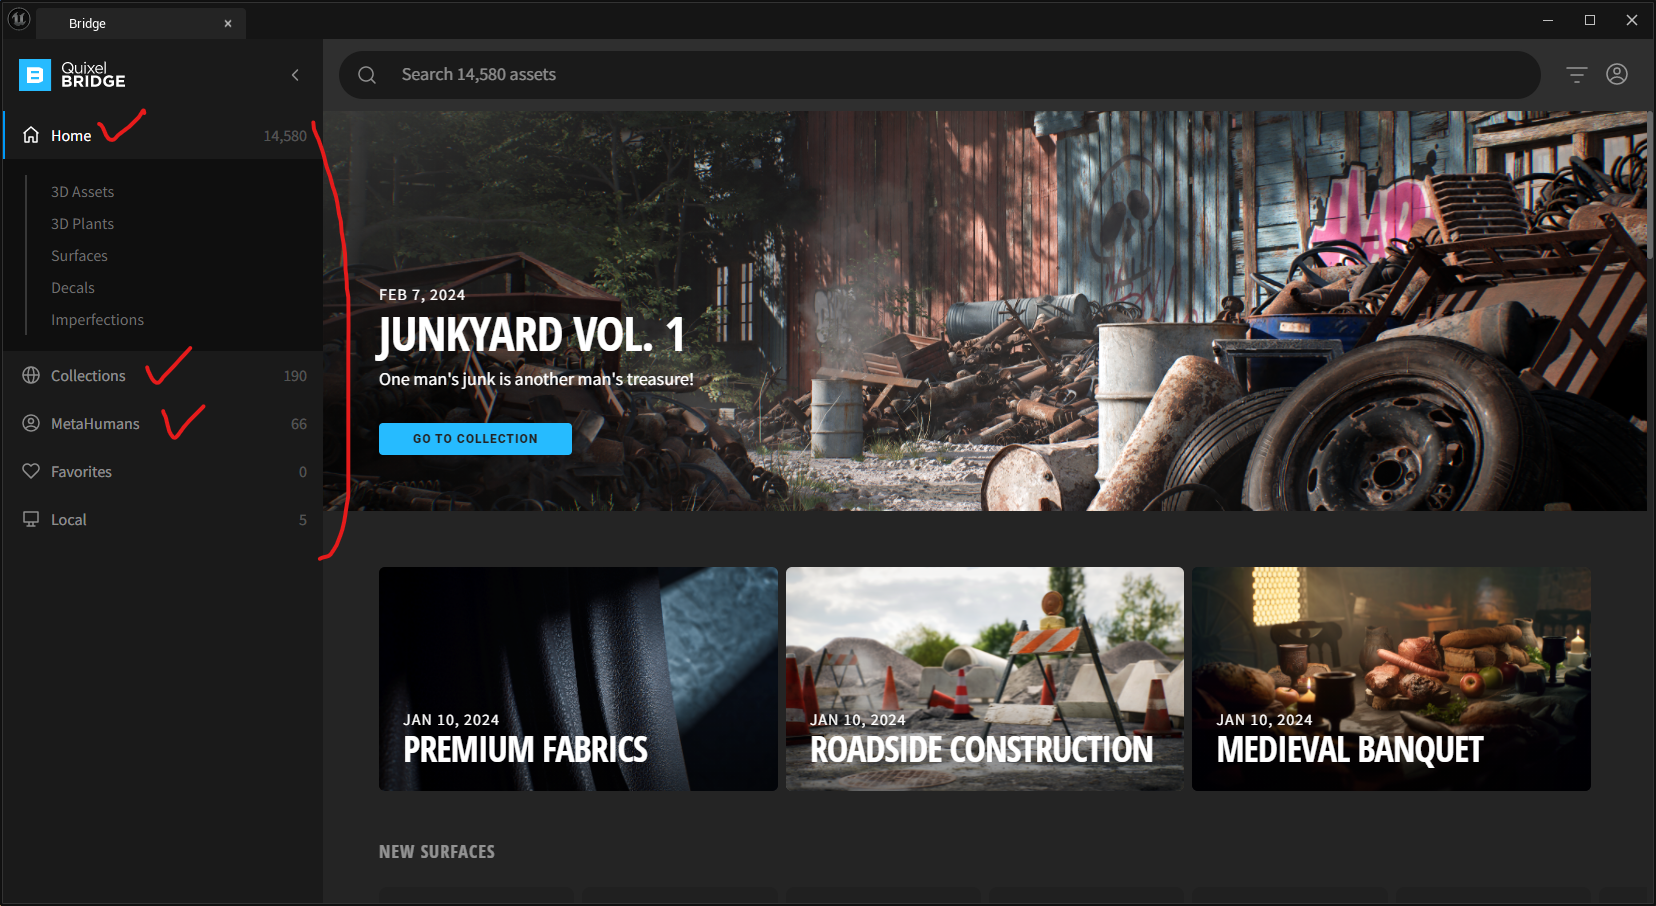 Bridge
Quixel
BRIDGE
Search 14,580 assets
Home 14,580
3D Assets
3D Plants
Surfaces
Decals
Imperfections
Collections 190
MetaHumans 66
Favorites 0
Local 5
FEB 7, 2024
JUNKYARD VOL. 1
One man's junk is another man's treasure!
GO TO COLLECTION
JAN 10, 2024
PREMIUM FABRICS
JAN 10, 2024
ROADSIDE CONSTRUCTION
JAN 10, 2024
MEDIEVAL BANQUET
NEW SURFACES